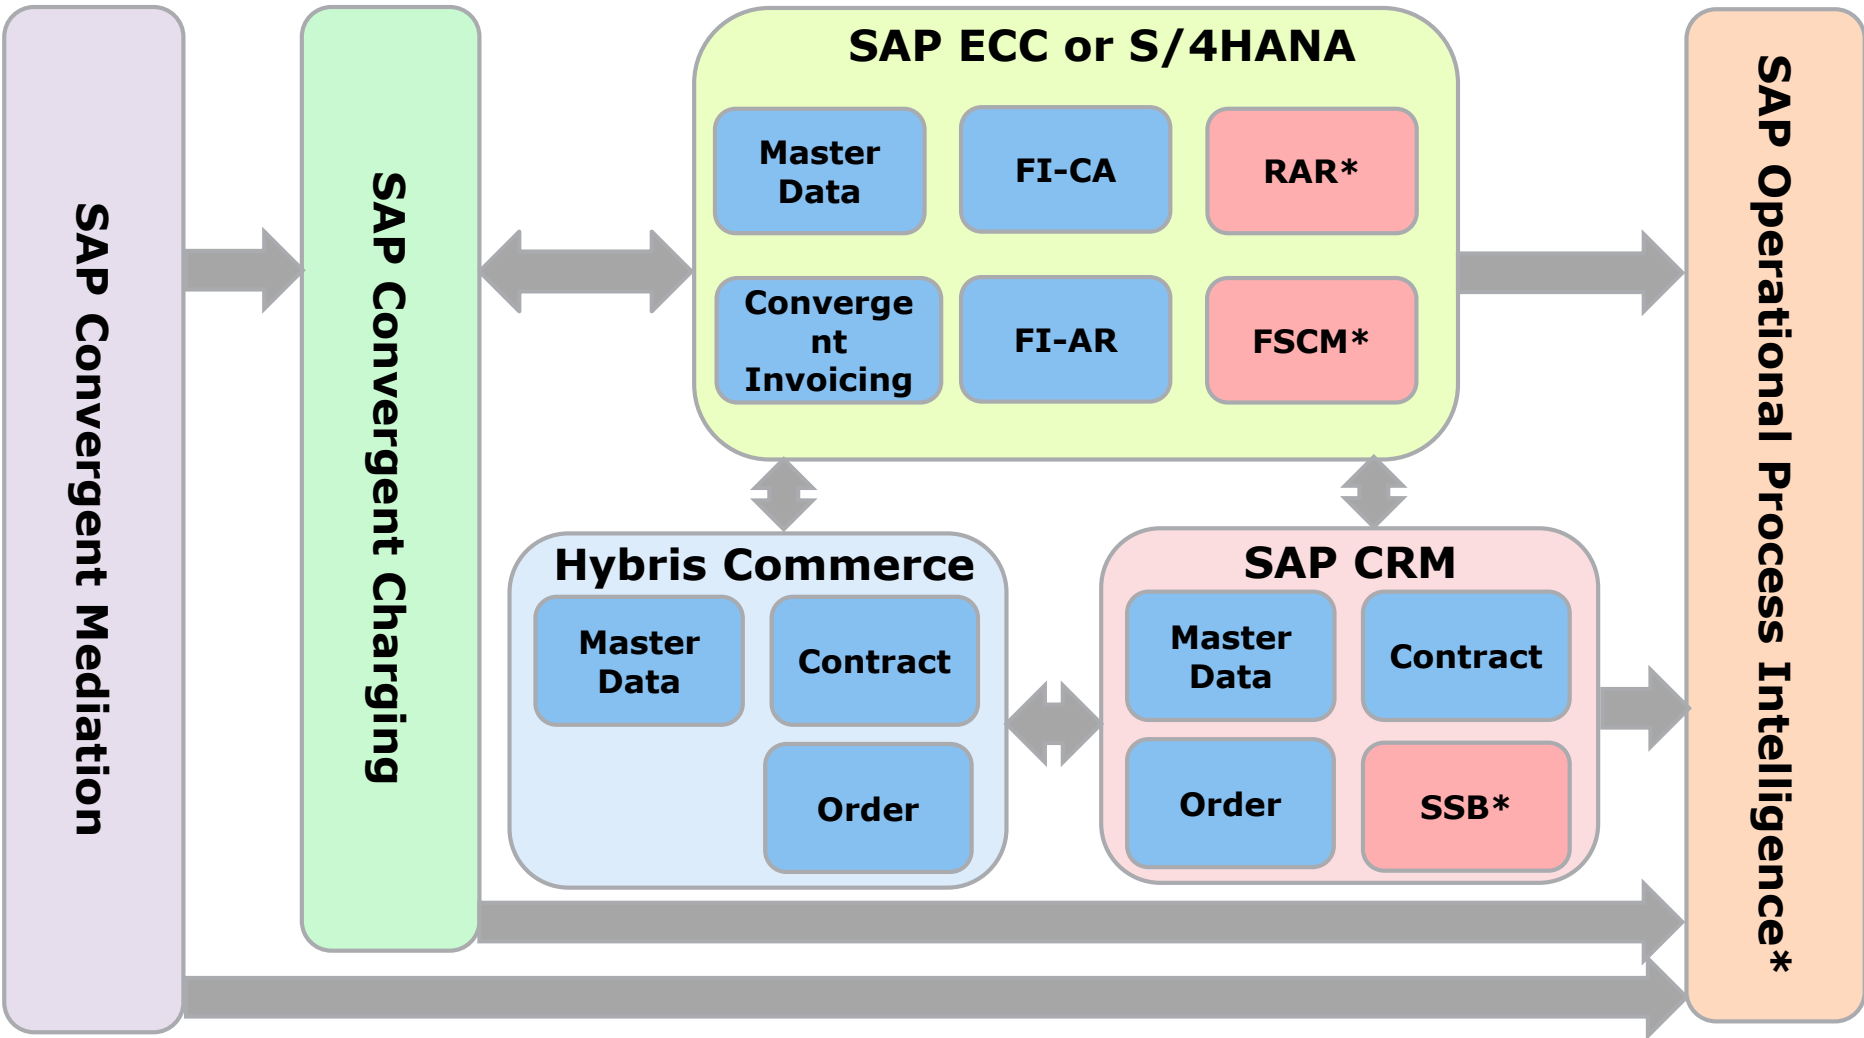 SAP Convergent Mediation
SAP Convergent Charging
SAP ECC or S/4HANA
Master
Data
FI-CA
RAR*
Converge
nt
Invoicing
FI-AR
FSCM*
Hybris Commerce
Master
Data
Contract
Order
SAP CRM
Master
Data
Contract
Order
SSB*
SAP Operational Process Intelligence*